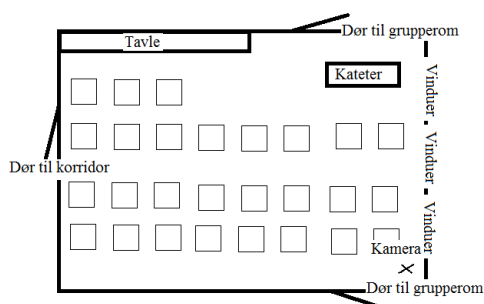 Dør til grupperom
Tavle
Kateter
Vinduer
Vinduer
Dør til korridor
Vinduer
Kamera
Dør til grupperom